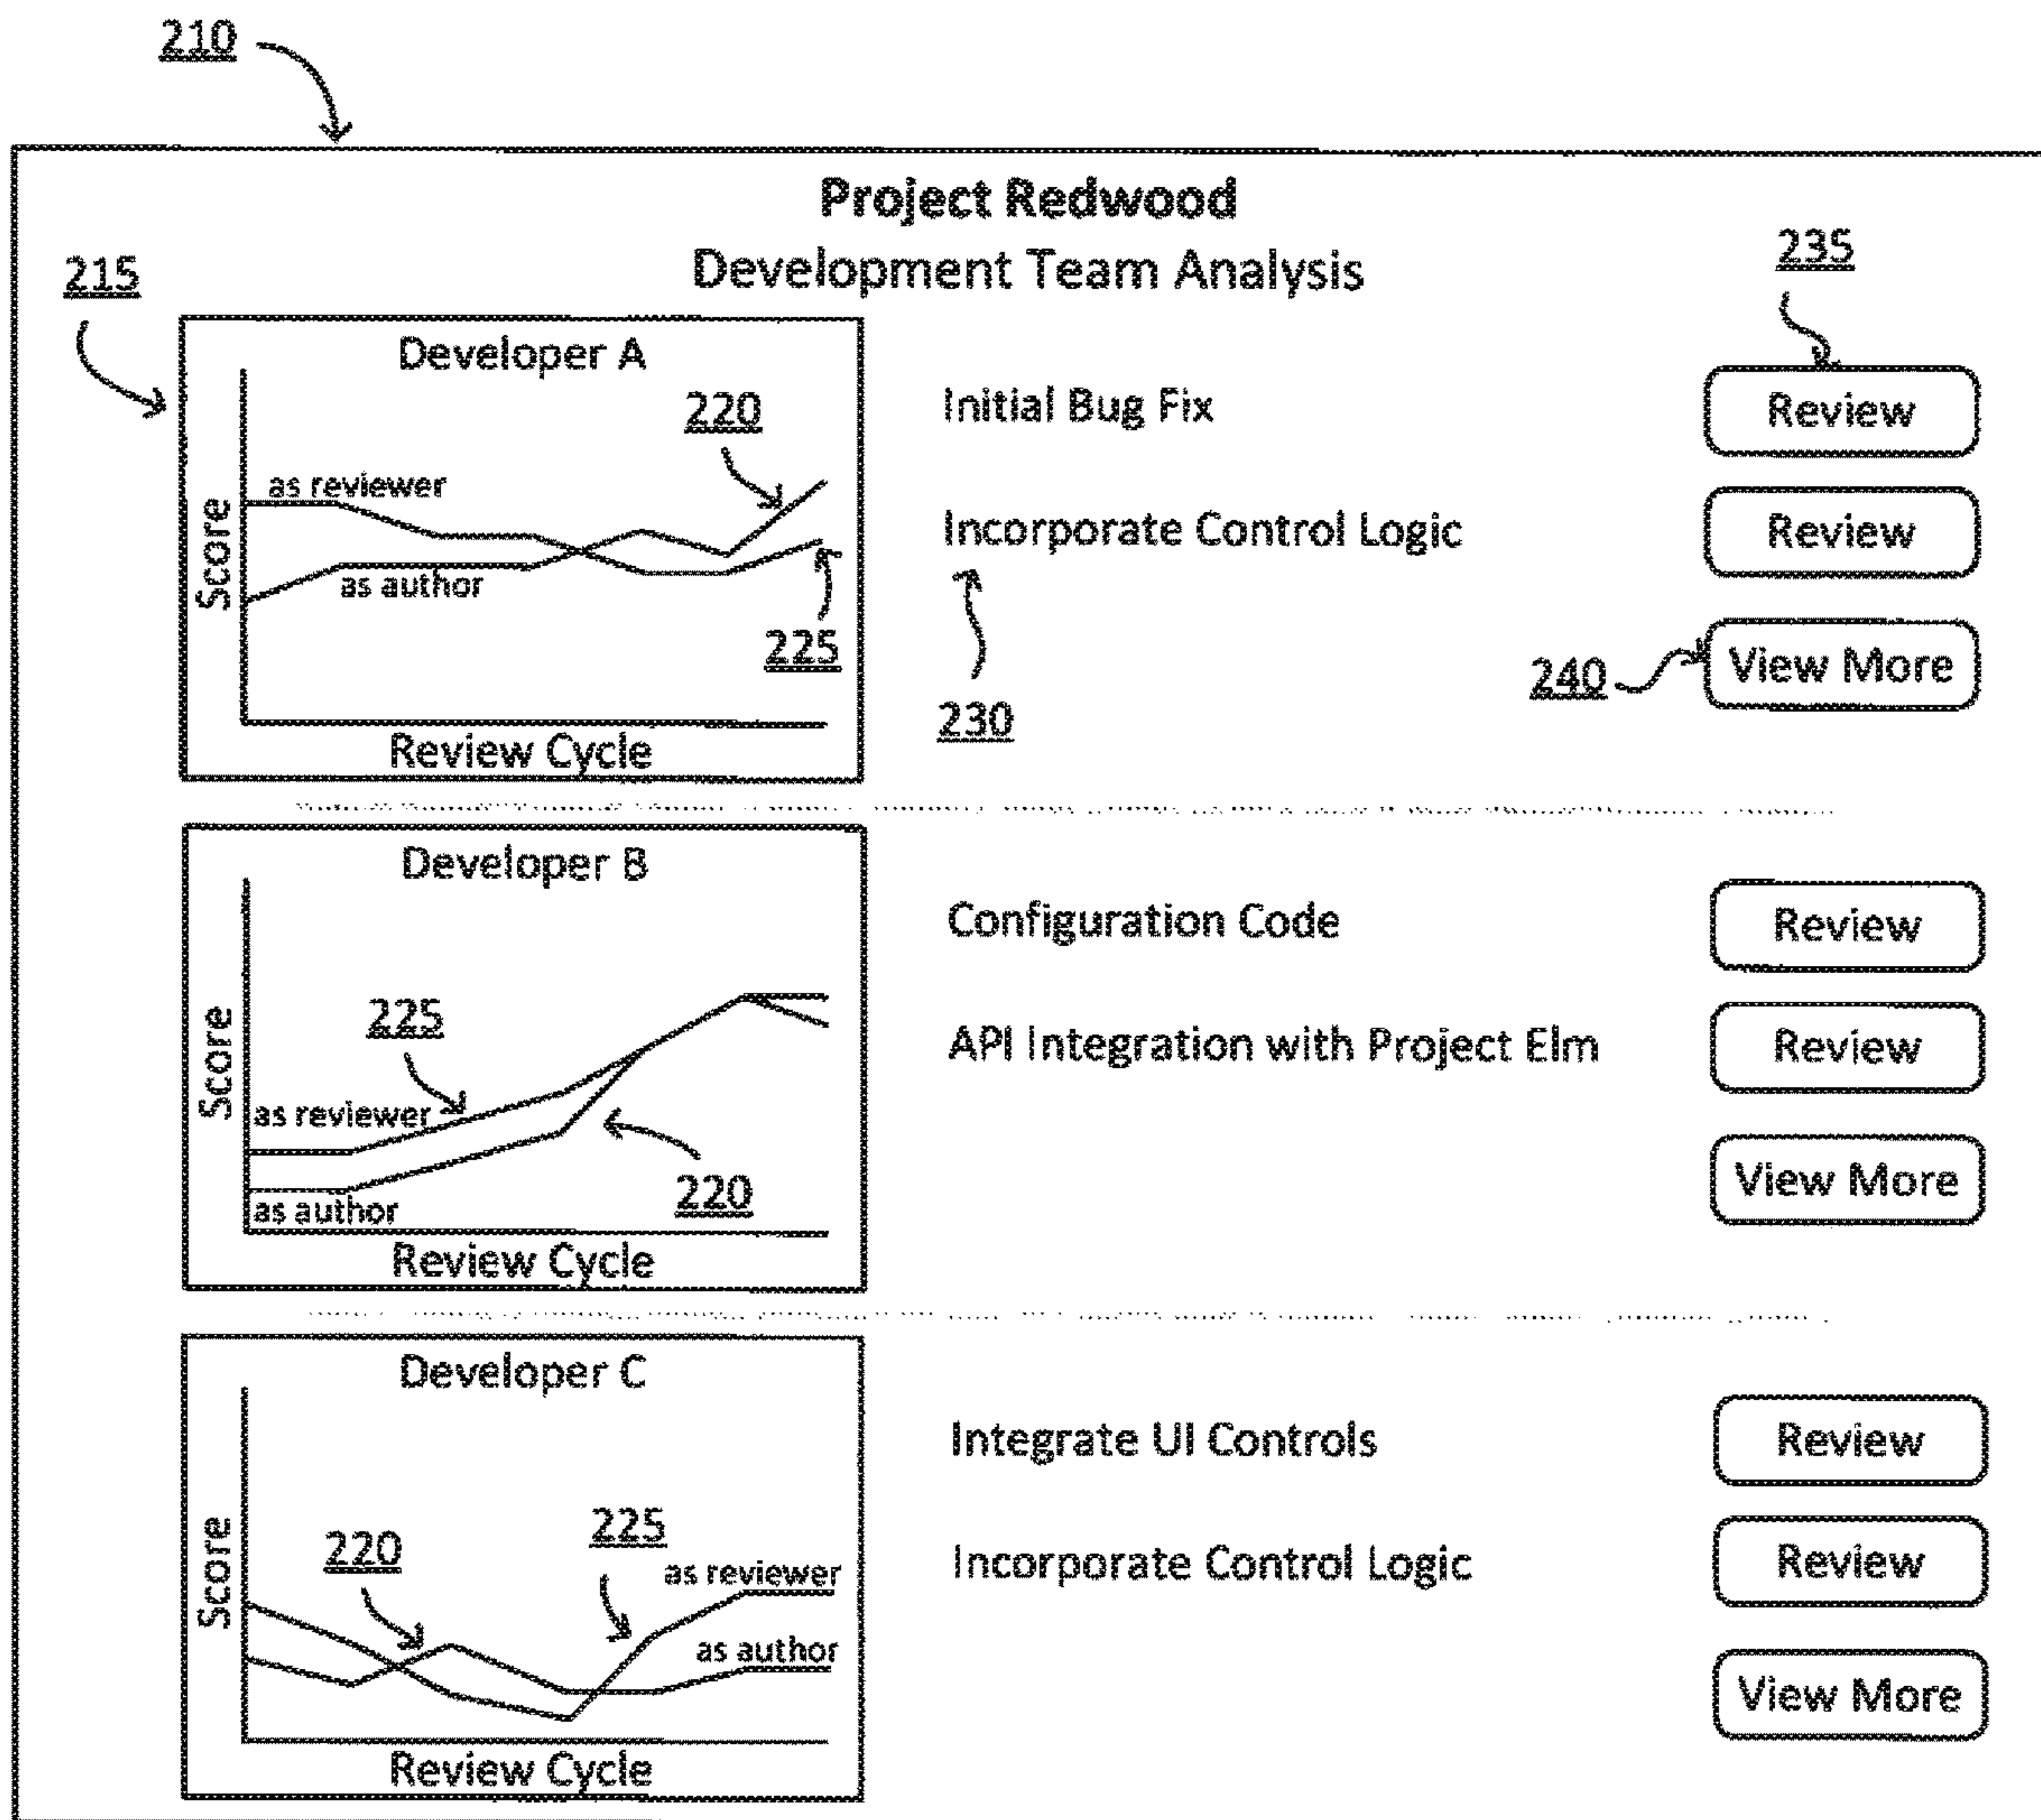 210
Project Redwood
Development Team Analysis
215
235
Developer A
220
as reviewer
as author
225
Score
Review Cycle
Initial Bug Fix
Review
Incorporate Control Logic
Review
230
240
View More
Developer B
225
as reviewer
220
as author
Score
Review Cycle
Configuration Code
Review
API Integration with Project Elm
Review
View More
Developer C
220
225
as reviewer
as author
Score
Review Cycle
Integrate UI Controls
Review
Incorporate Control Logic
Review
View More